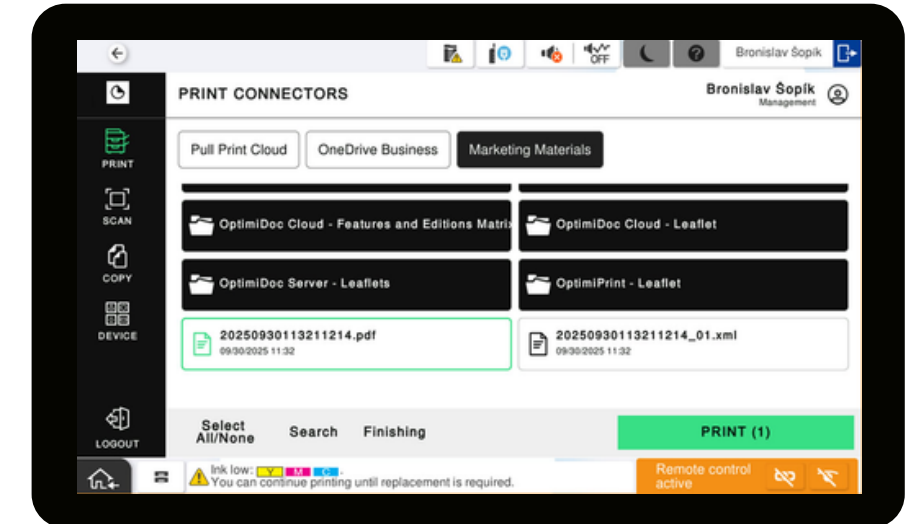 OFF
Bronislav Šopík
PRINT CONNECTORS
Bronislav Šopík
Management
Pull Print Cloud
OneDrive Business
Marketing Materials
PRINT
SCAN
COPY
DEVICE
LOGOUT
OptimiDoc Cloud - Features and Editions Matrix
OptimiDoc Cloud - Leaflet
OptimiDoc Server - Leaflets
OptimiPrint - Leaflet
20250930113211214.pdf
09/30/2025 11:32
20250930113211214_01.xml
09/30/2025 11:32
Select
All/None
Search
Finishing
PRINT (1)
Ink low: Y M C .
You can continue printing until replacement is required.
Remote control
active